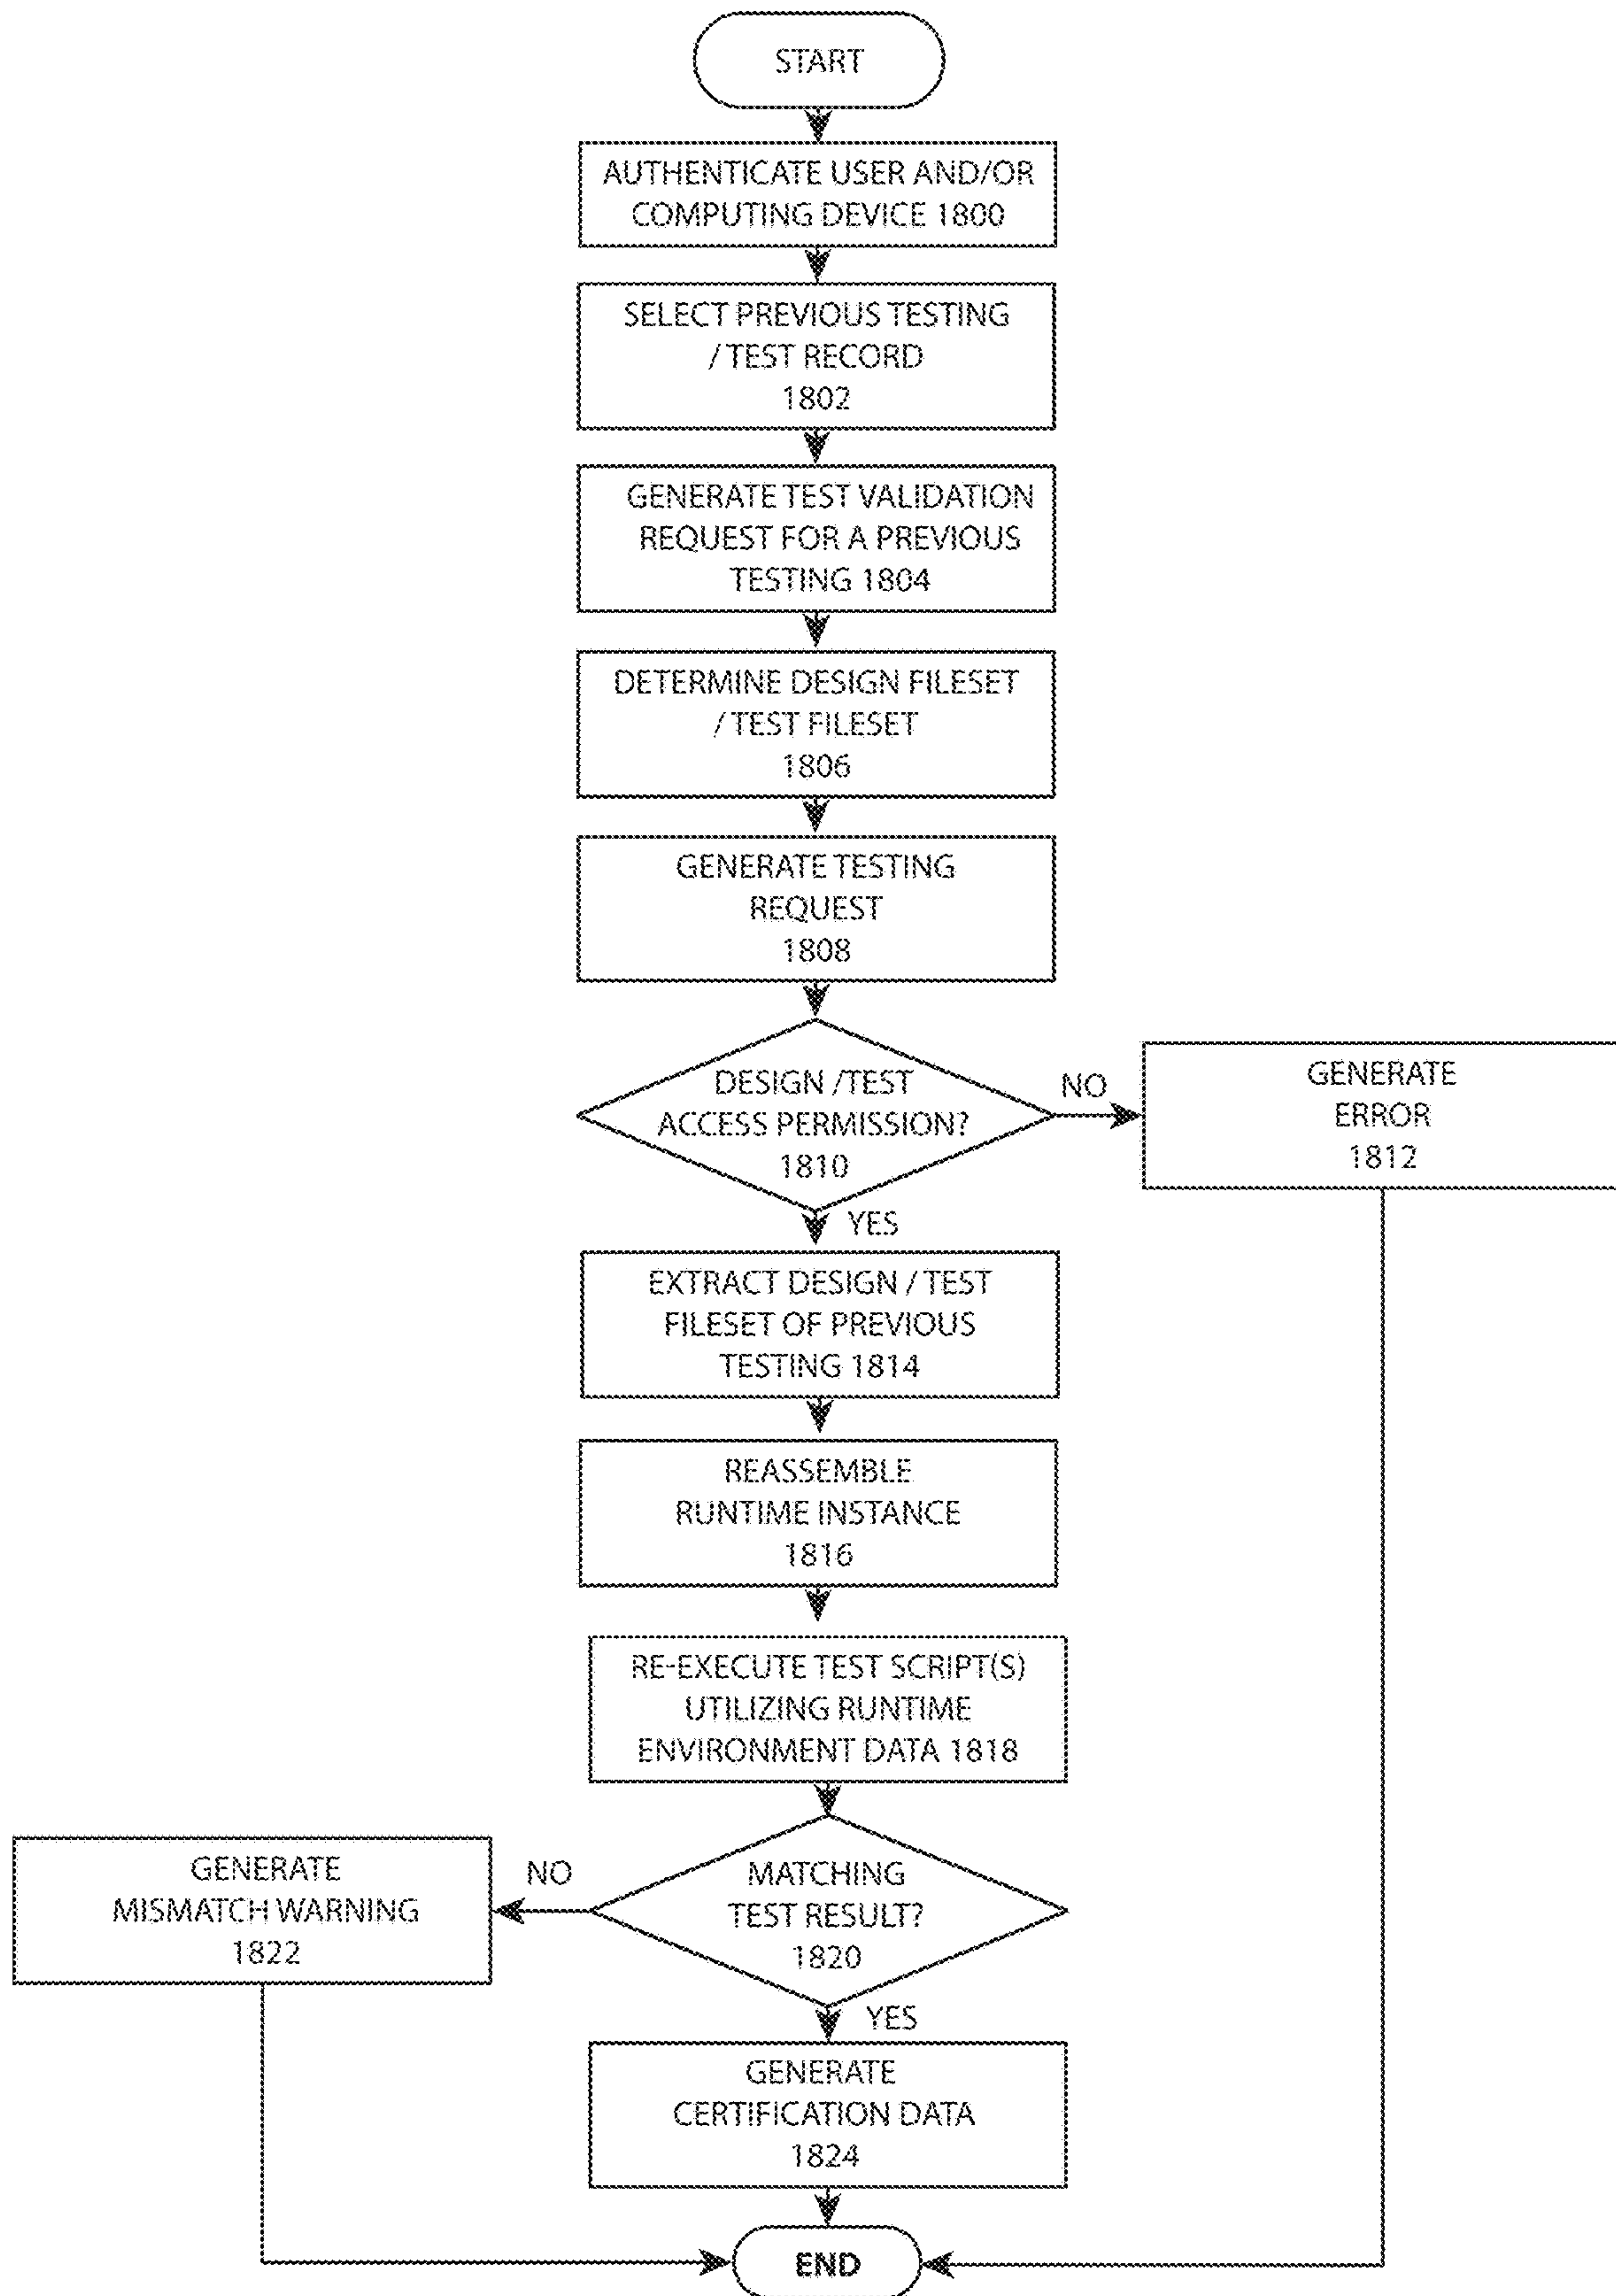 START
AUTHENTICATE USER AND/OR
COMPUTING DEVICE 1800
SELECT PREVIOUS TESTING
/ TEST RECORD
1802
GENERATE TEST VALIDATION
REQUEST FOR A PREVIOUS
TESTING 1804
DETERMINE DESIGN FILESET
/ TEST FILESET
1806
GENERATE TESTING
REQUEST
1808
DESIGN /TEST
ACCESS PERMISSION?
1810
NO
GENERATE
ERROR
1812
YES
EXTRACT DESIGN / TEST
FILESET OF PREVIOUS
TESTING 1814
REASSEMBLE
RUNTIME INSTANCE
1816
RE-EXECUTE TEST SCRIPT(S)
UTILIZING RUNTIME
ENVIRONMENT DATA 1818
MATCHING
TEST RESULT?
1820
NO
GENERATE
MISMATCH WARNING
1822
YES
GENERATE
CERTIFICATION DATA
1824
END